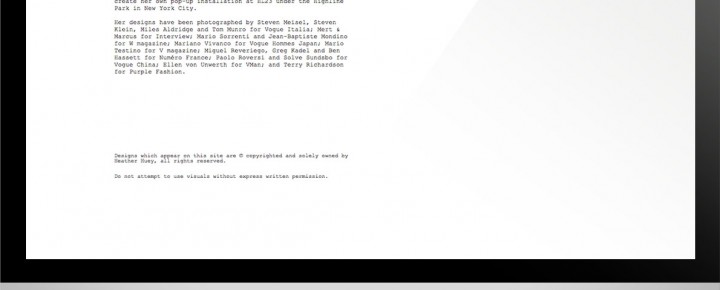 create her own pop-up installation at HL23 under the Highline
Park in New York City.
Her designs have been photographed by Steven Meisel, Steven
Klein, Miles Aldridge and Tom Munro for Vogue Italia; Mert &
Marcus for Interview; Mario Sorrenti and Jean-Baptiste Mondino
for W magazine; Mariano Vivanco for Vogue Hommes Japan; Mario
Testino for V magazine; Miguel Reveriego, Greg Kadel and Ben
Hassett for Numéro France; Paolo Roversi and Solve Sundsbo for
Vogue China; Ellen von Unwerth for VMan; and Terry Richardson
for Purple Fashion.
Designs which appear on this site are © copyrighted and solely owned by
Heather Huey, all rights reserved.
Do not attempt to use visuals without express written permission.